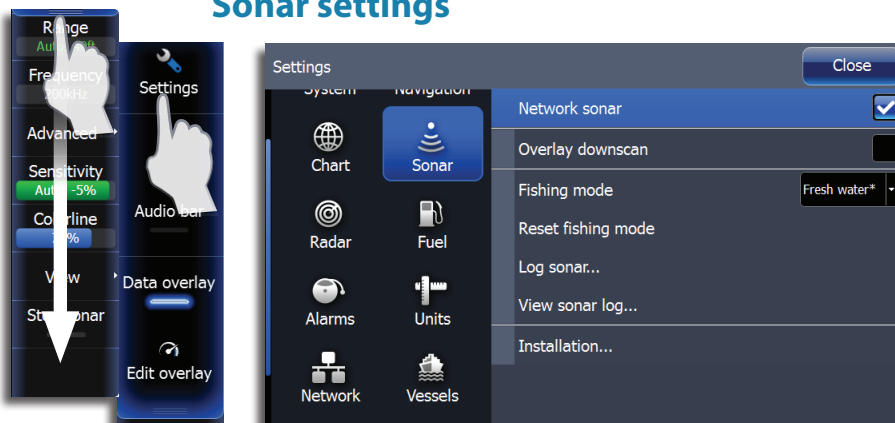 Sonar settings
Range
Frequency
200kHz
Advanced
Sensitivity
Auto -5%
View
Settings
Audio bar
Data overlay
Edit overlay
Settings
Close
System
Navigation
Chart
Sonar
Radar
Fuel
Alarms
Units
Network
Vessels
Network sonar
Overlay downscan
Fishing mode
Fresh water*
Reset fishing mode
Log sonar...
View sonar log...
Installation...